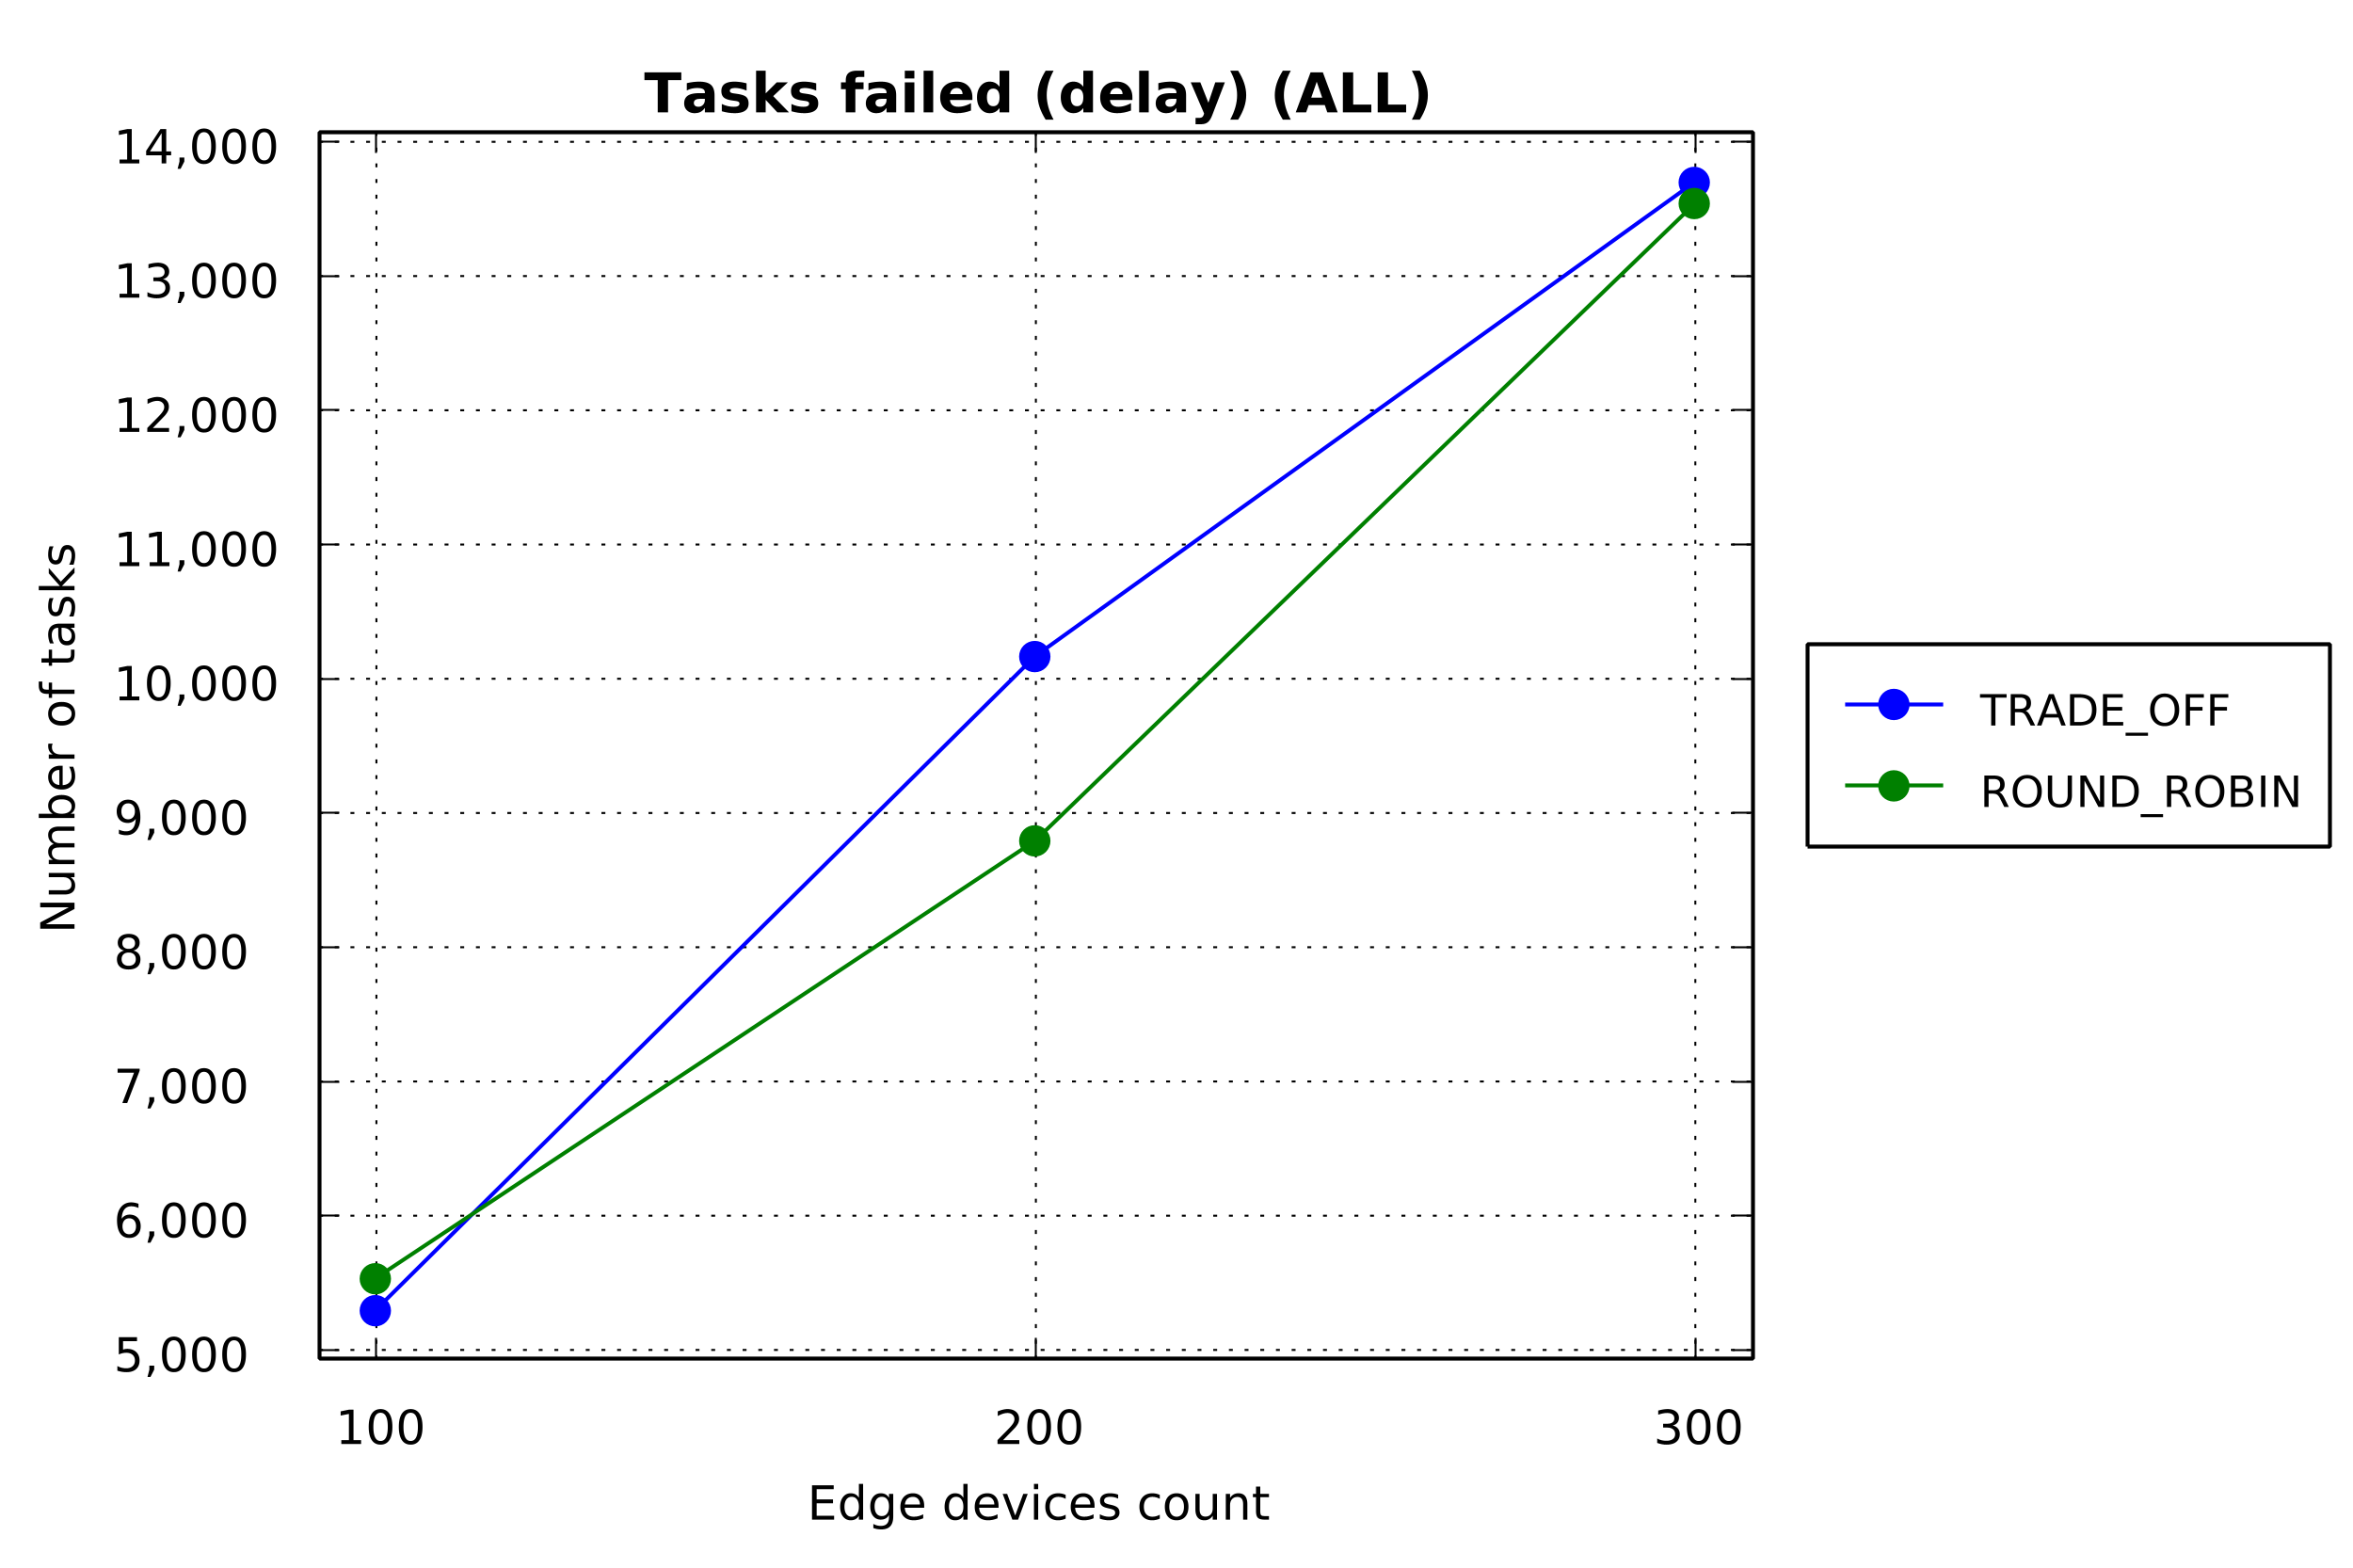 Tasks failed (delay) (ALL)
14,000
13,000
12,000
11,000
10,000
9,000
8,000
7,000
6,000
5,000
Number of tasks
100
200
300
Edge devices count
TRADE_OFF
ROUND_ROBIN